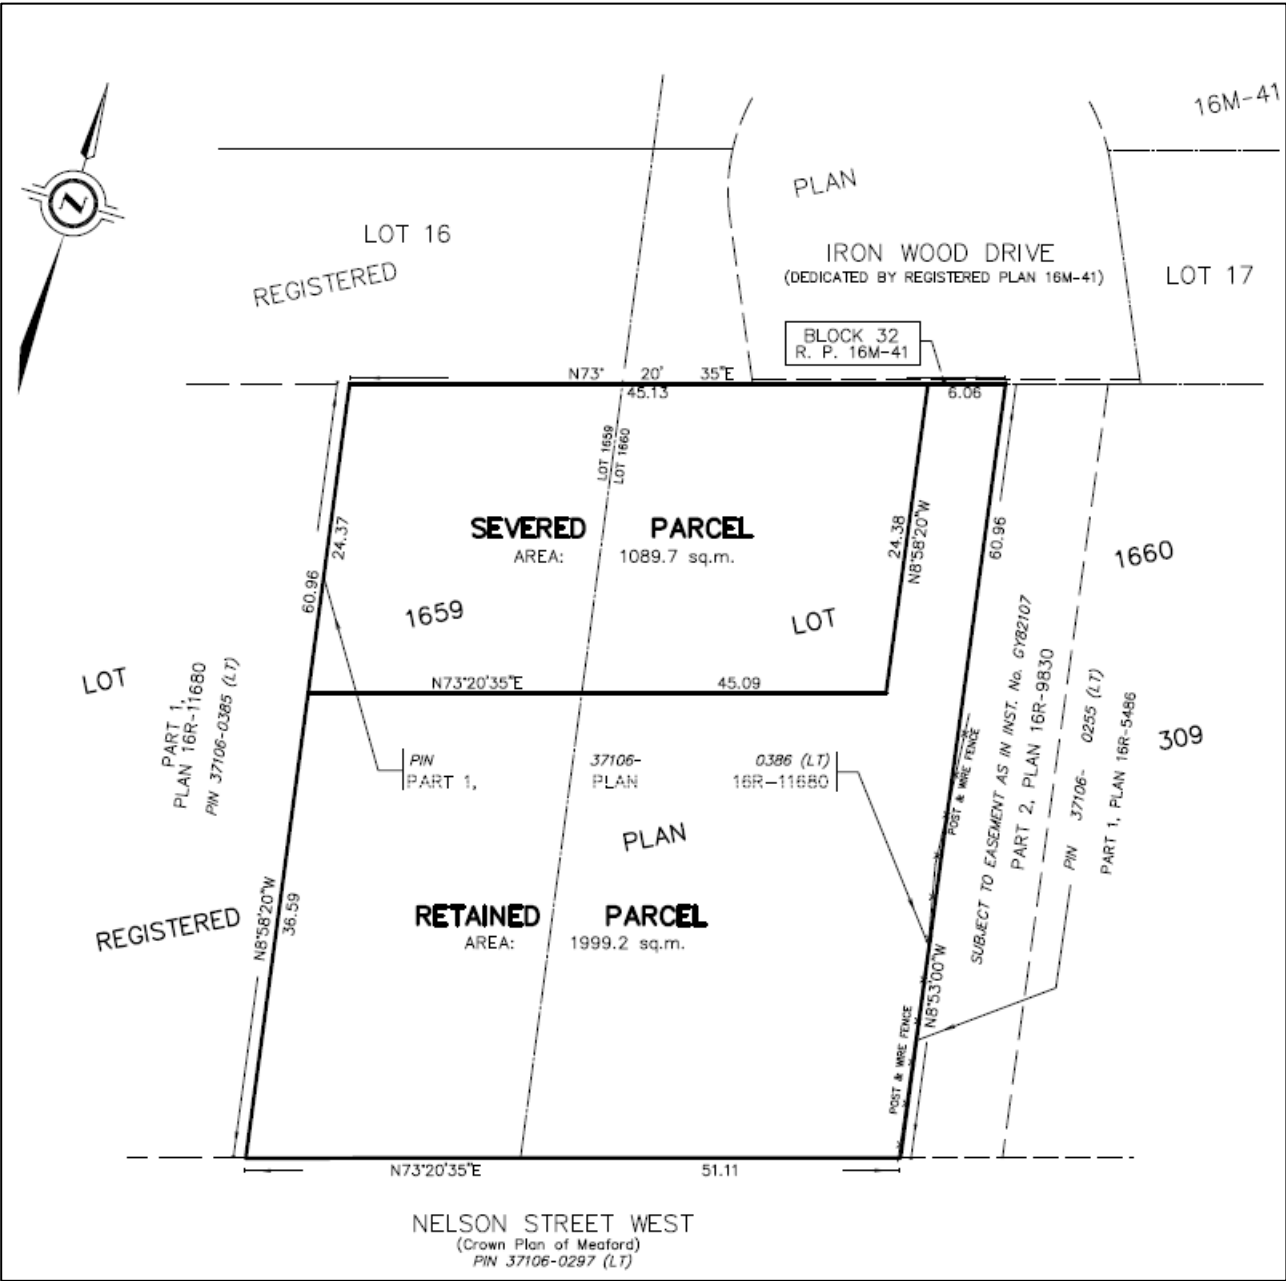 16M-41
PLAN
LOT 16
REGISTERED
IRON WOOD DRIVE
(DEDICATED BY REGISTERED PLAN 16M-41)
LOT 17
Z
BLOCK 32
R. P. 16M-41
N73° 20' 35"E
45.13
6.06
LOT 1659
LOT 1660
SEVERED PARCEL
AREA: 1089.7 sq.m.
24.37
60.96
24.38
N8°58'20"W
60.96
1660
1659
LOT
LOT
N73°20'35"E 45.09
PART 1,
PLAN 16R-11680
PIN 37106-0385 (LT)
PIN 37106- 0386 (LT)
PART 1, PLAN 16R-11680
POST & WIRE FENCE
SUBJECT TO EASEMENT AS IN INST. No. GY82107
PART 2, PLAN 16R-9830
PIN 37106- 0255 (LT)
PART 1, PLAN 16R-5486
309
PLAN
REGISTERED
N8°58'20"W
36.59
RETAINED PARCEL
AREA: 1999.2 sq.m.
N8°53'00"W
POST & WIRE FENCE
N73°20'35"E 51.11
NELSON STREET WEST
(Crown Plan of Meaford)
PIN 37106-0297 (LT)